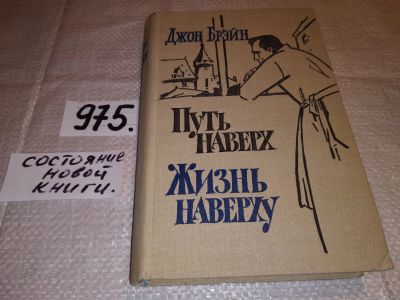 Джон Брэйн
Путь
наверх
Жизнь
наверху
975.
состояние
новой
книги.